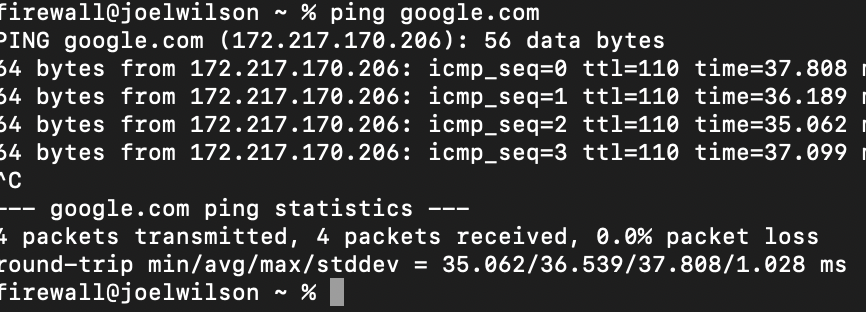 firewall@joelwilson ~ % ping google.com
PING google.com (172.217.170.206): 56 data bytes
64 bytes from 172.217.170.206: icmp_seq=0 ttl=110 time=37.808 m
64 bytes from 172.217.170.206: icmp_seq=1 ttl=110 time=36.189 m
64 bytes from 172.217.170.206: icmp_seq=2 ttl=110 time=35.062 m
64 bytes from 172.217.170.206: icmp_seq=3 ttl=110 time=37.099 m
^C
--- google.com ping statistics ---
4 packets transmitted, 4 packets received, 0.0% packet loss
round-trip min/avg/max/stddev = 35.062/36.539/37.808/1.028 ms
firewall@joelwilson ~ %